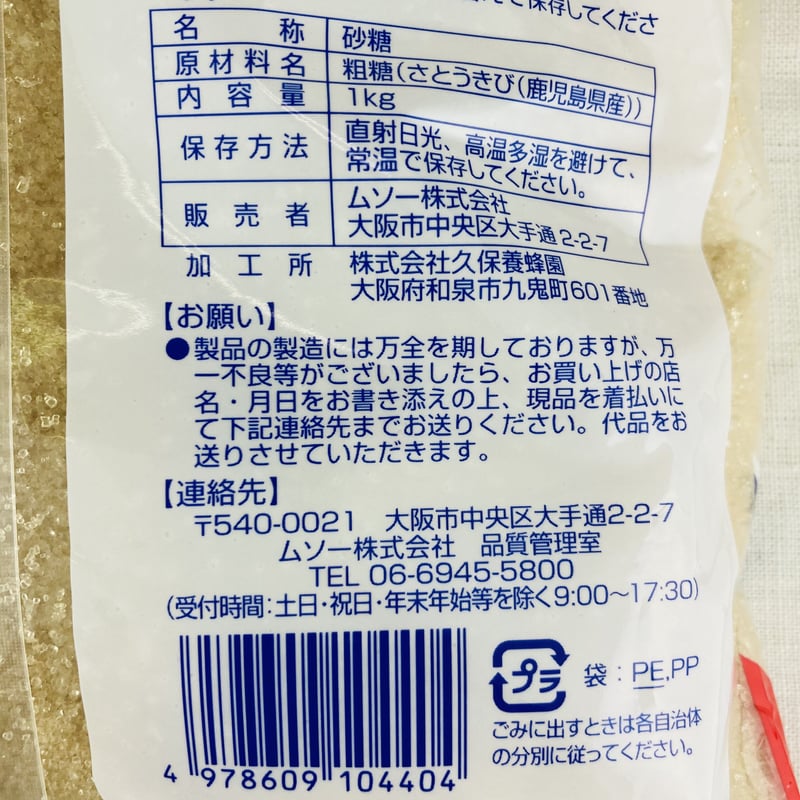 で保存してくださ
名称 砂糖
原材料名 粗糖(さとうきび(鹿児島県産))
内容量 1kg
保存方法 直射日光、高温多湿を避けて、
常温で保存してください。
販売者 ムソー株式会社
大阪市中央区大手通2-2-7
加工所 株式会社久保養蜂園
大阪府和泉市九鬼町601番地
【お願い】
●製品の製造には万全を期しておりますが、万
一不良等がございましたら、お買い上げの店
名・月日をお書き添えの上、現品を着払いに
て下記連絡先までお送りください。代品をお
送りさせていただきます。
【連絡先】
〒540-0021 大阪市中央区大手通2-2-7
ムソー株式会社 品質管理室
TEL 06-6945-5800
(受付時間:土日・祝日・年末年始等を除く9:00〜17:30)
プラ
袋:PE,PP
ごみに出すときは各自治体
の分別に従ってください。
4 978609 104404